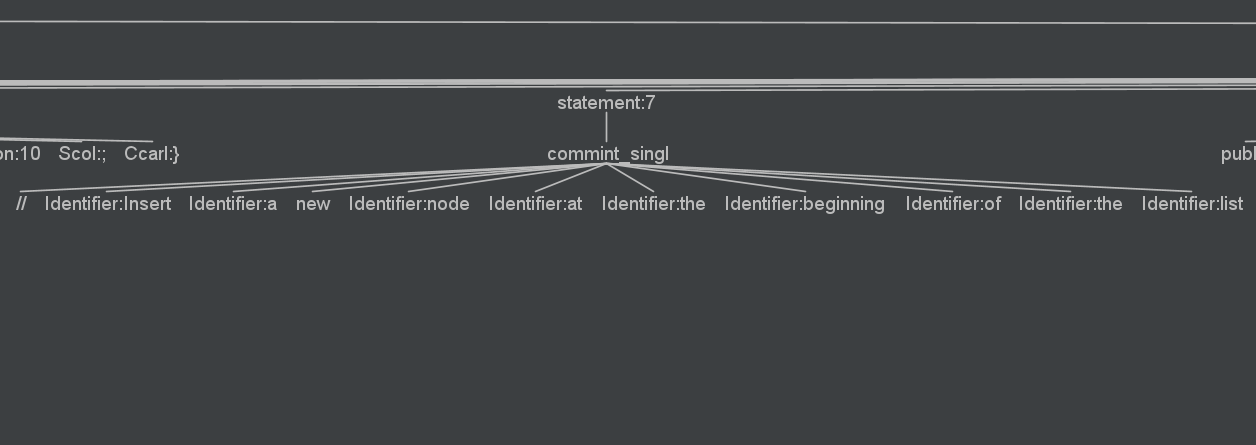 statement:7
on:10 Scol:; Ccarl:} commint_singl publ
// Identifier:Insert Identifier:a new Identifier:node Identifier:at Identifier:the Identifier:beginning Identifier:of Identifier:the Identifier:list